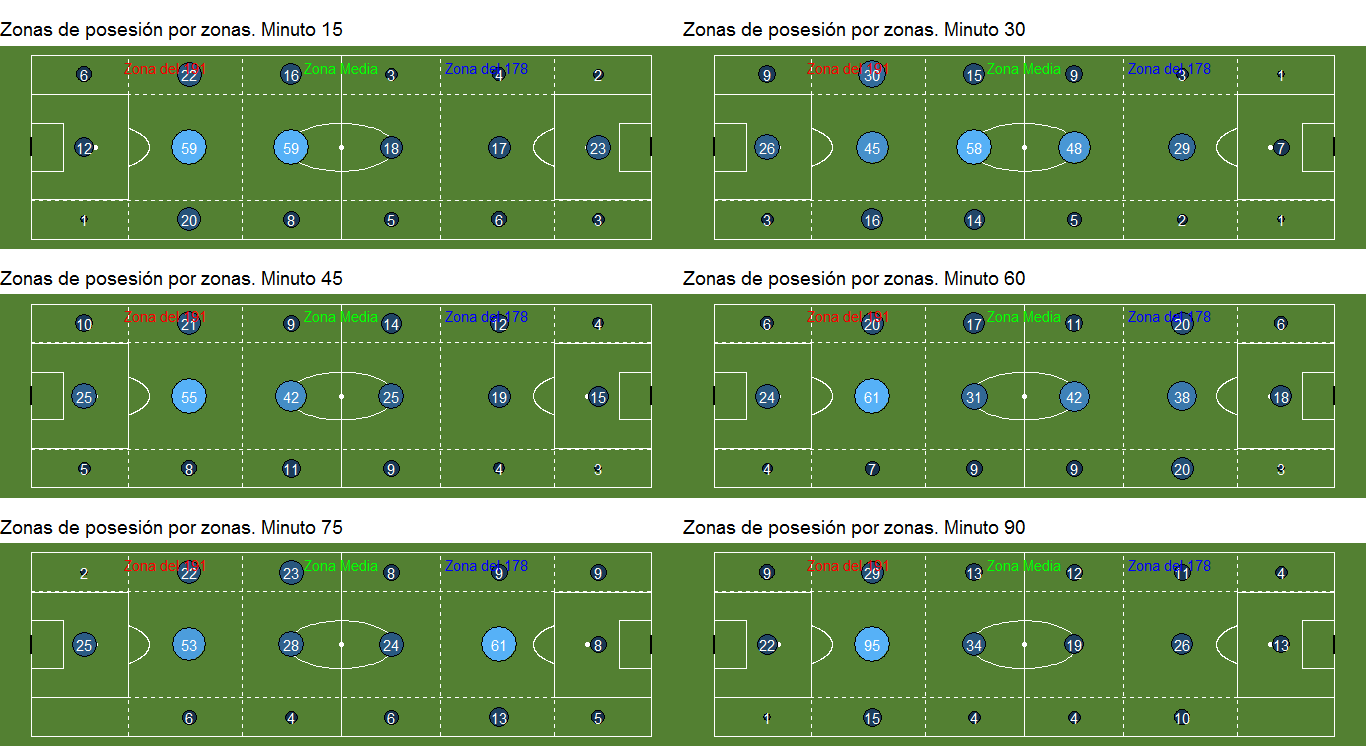 Zonas de posesión por zonas. Minuto 15
Zona del 191 Zona Media Zona del 178
6 22 16 3 4 2
12 59 59 18 17 23
1 20 8 5 6 3
Zonas de posesión por zonas. Minuto 30
Zona del 191 Zona Media Zona del 178
9 30 15 9 3 1
26 45 58 48 29 7
3 16 14 5 2 1
Zonas de posesión por zonas. Minuto 45
Zona del 191 Zona Media Zona del 178
10 21 9 14 12 4
25 55 42 25 19 15
5 8 11 9 4 3
Zonas de posesión por zonas. Minuto 60
Zona del 191 Zona Media Zona del 178
6 20 17 11 20 6
24 61 31 42 38 18
4 7 9 9 20 3
Zonas de posesión por zonas. Minuto 75
Zona del 191 Zona Media Zona del 178
2 22 23 8 9 9
25 53 28 24 61 8
6 4 6 13 5
Zonas de posesión por zonas. Minuto 90
Zona del 191 Zona Media Zona del 178
9 29 13 12 11 4
22 95 34 19 26 13
1 15 4 4 10